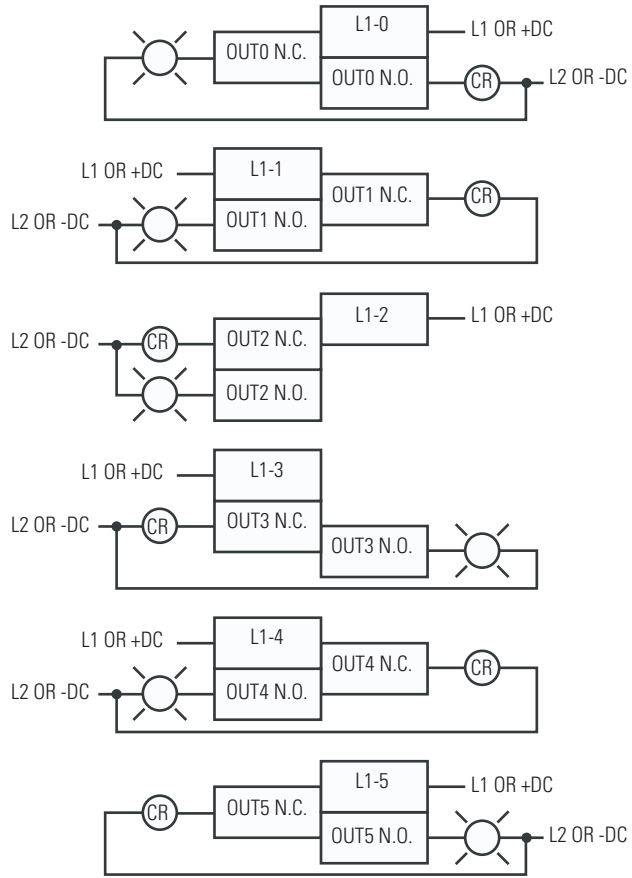 L1-0
L1 OR +DC
OUT0 N.C.
OUT0 N.O.
CR
L2 OR -DC
L1 OR +DC
L1-1
OUT1 N.C.
CR
L2 OR -DC
OUT1 N.O.
L1-2
L1 OR +DC
L2 OR -DC
CR
OUT2 N.C.
OUT2 N.O.
L1 OR +DC
L1-3
L2 OR -DC
CR
OUT3 N.C.
OUT3 N.O.
L1 OR +DC
L1-4
OUT4 N.C.
CR
L2 OR -DC
OUT4 N.O.
L1-5
L1 OR +DC
CR
OUT5 N.C.
OUT5 N.O.
L2 OR -DC